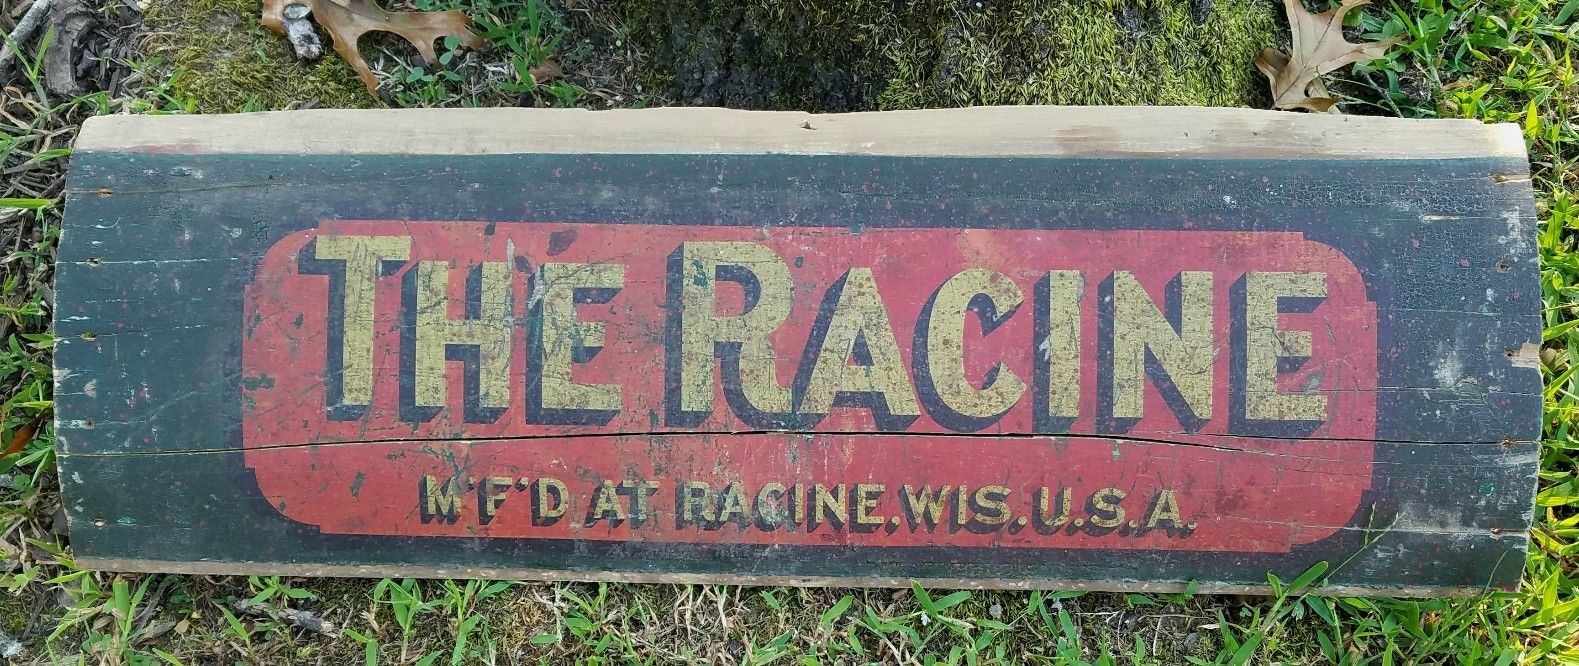 THE RACINE
M'F'D AT RACINE, WIS. U.S.A.